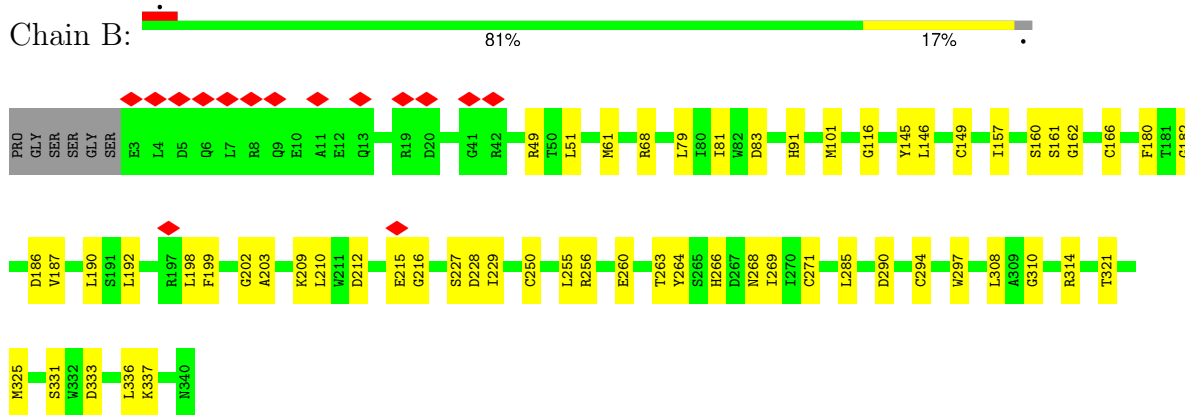 Chain B:
81% 17%
PRO GLY SER SER GLY SER E3 L4 D5 Q6 L7 R8 Q9 E10 A11 E12 Q13 R19 D20 G41 R42 R49 T50 L51 M61 R68 L79 I80 I81 W82 D83 H91 M101 G116 Y145 L146 C149 I157 S160 S161 G162 C166 F180 T181 G182
D186 V187 L190 S191 L192 R197 L198 F199 G202 A203 K209 L210 W211 D212 E215 G216 S227 D228 I229 C250 L255 R256 E260 T263 Y264 S265 H266 D267 N268 I269 I270 C271 L285 D290 C294 W297 L308 A309 G310 R314 T321
M325 S331 W332 D333 L336 K337 N340